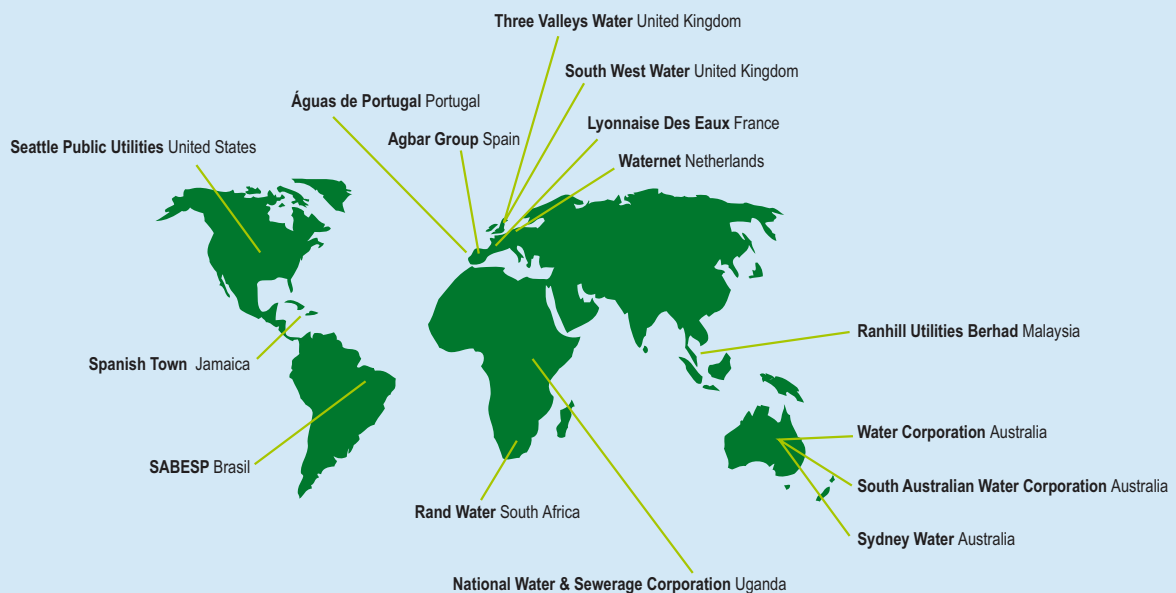 Three Valleys Water United Kingdom
South West Water United Kingdom
Águas de Portugal Portugal
Lyonnaise Des Eaux France
Agbar Group Spain
Seattle Public Utilities United States
Waternet Netherlands
Ranhill Utilities Berhad Malaysia
Spanish Town Jamaica
Water Corporation Australia
SABESP Brasil
South Australian Water Corporation Australia
Rand Water South Africa
Sydney Water Australia
National Water & Sewerage Corporation Uganda